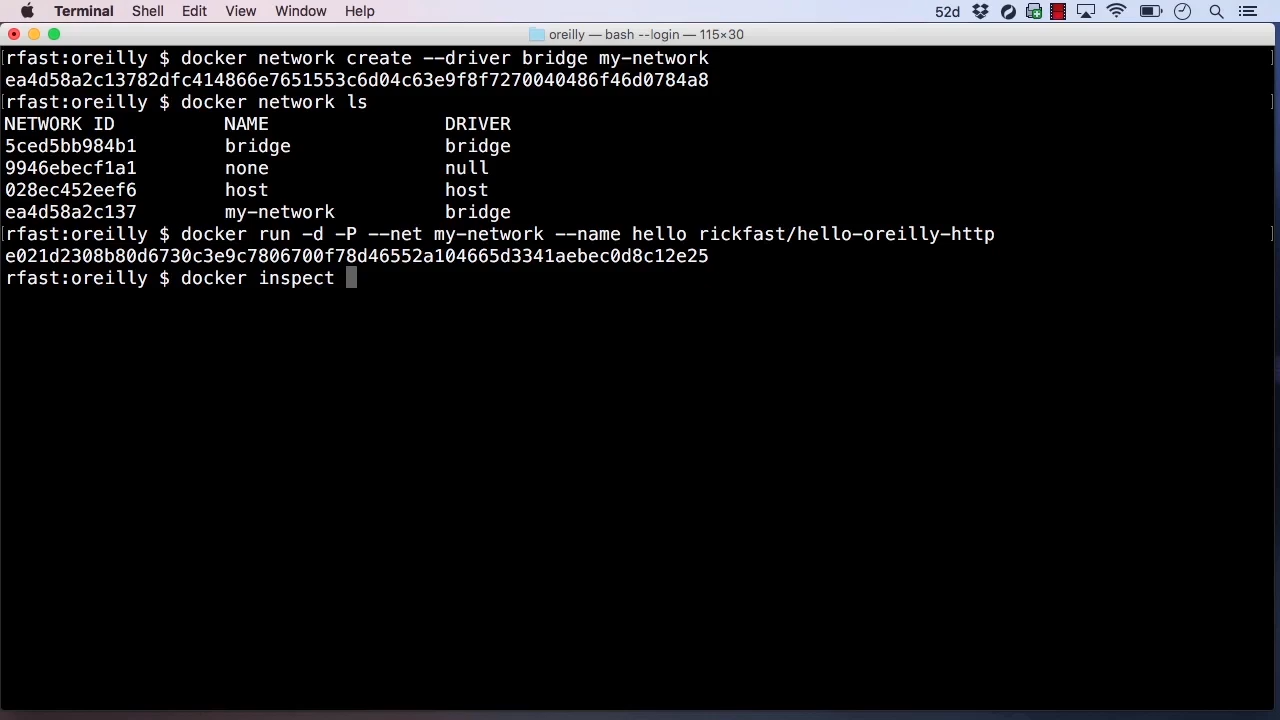 Terminal Shell Edit View Window Help 52d
oreilly — bash --login — 115×30
[rfast:oreilly $ docker network create --driver bridge my-network ]
ea4d58a2c13782dfc414866e7651553c6d04c63e9f8f7270040486f46d0784a8
[rfast:oreilly $ docker network ls ]
NETWORK ID NAME DRIVER
5ced5bb984b1 bridge bridge
9946ebecf1a1 none null
028ec452eef6 host host
ea4d58a2c137 my-network bridge
[rfast:oreilly $ docker run -d -P --net my-network --name hello rickfast/hello-oreilly-http ]
e021d2308b80d6730c3e9c7806700f78d46552a104665d3341aebec0d8c12e25
rfast:oreilly $ docker inspect